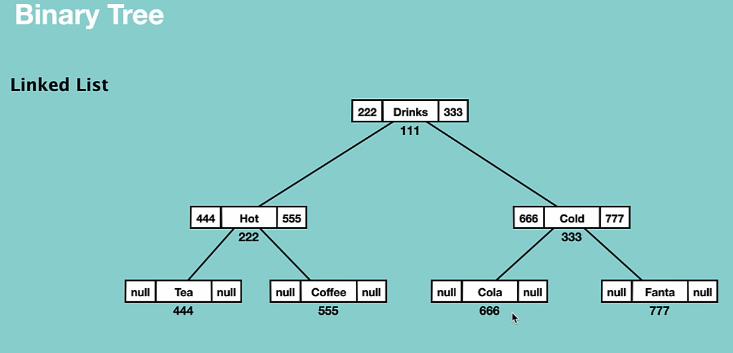 Binary Tree
Linked List
222 Drinks 333
111
444 Hot 555
222
666 Cold 777
333
null Tea null
444
null Coffee null
555
null Cola null
666
null Fanta null
777